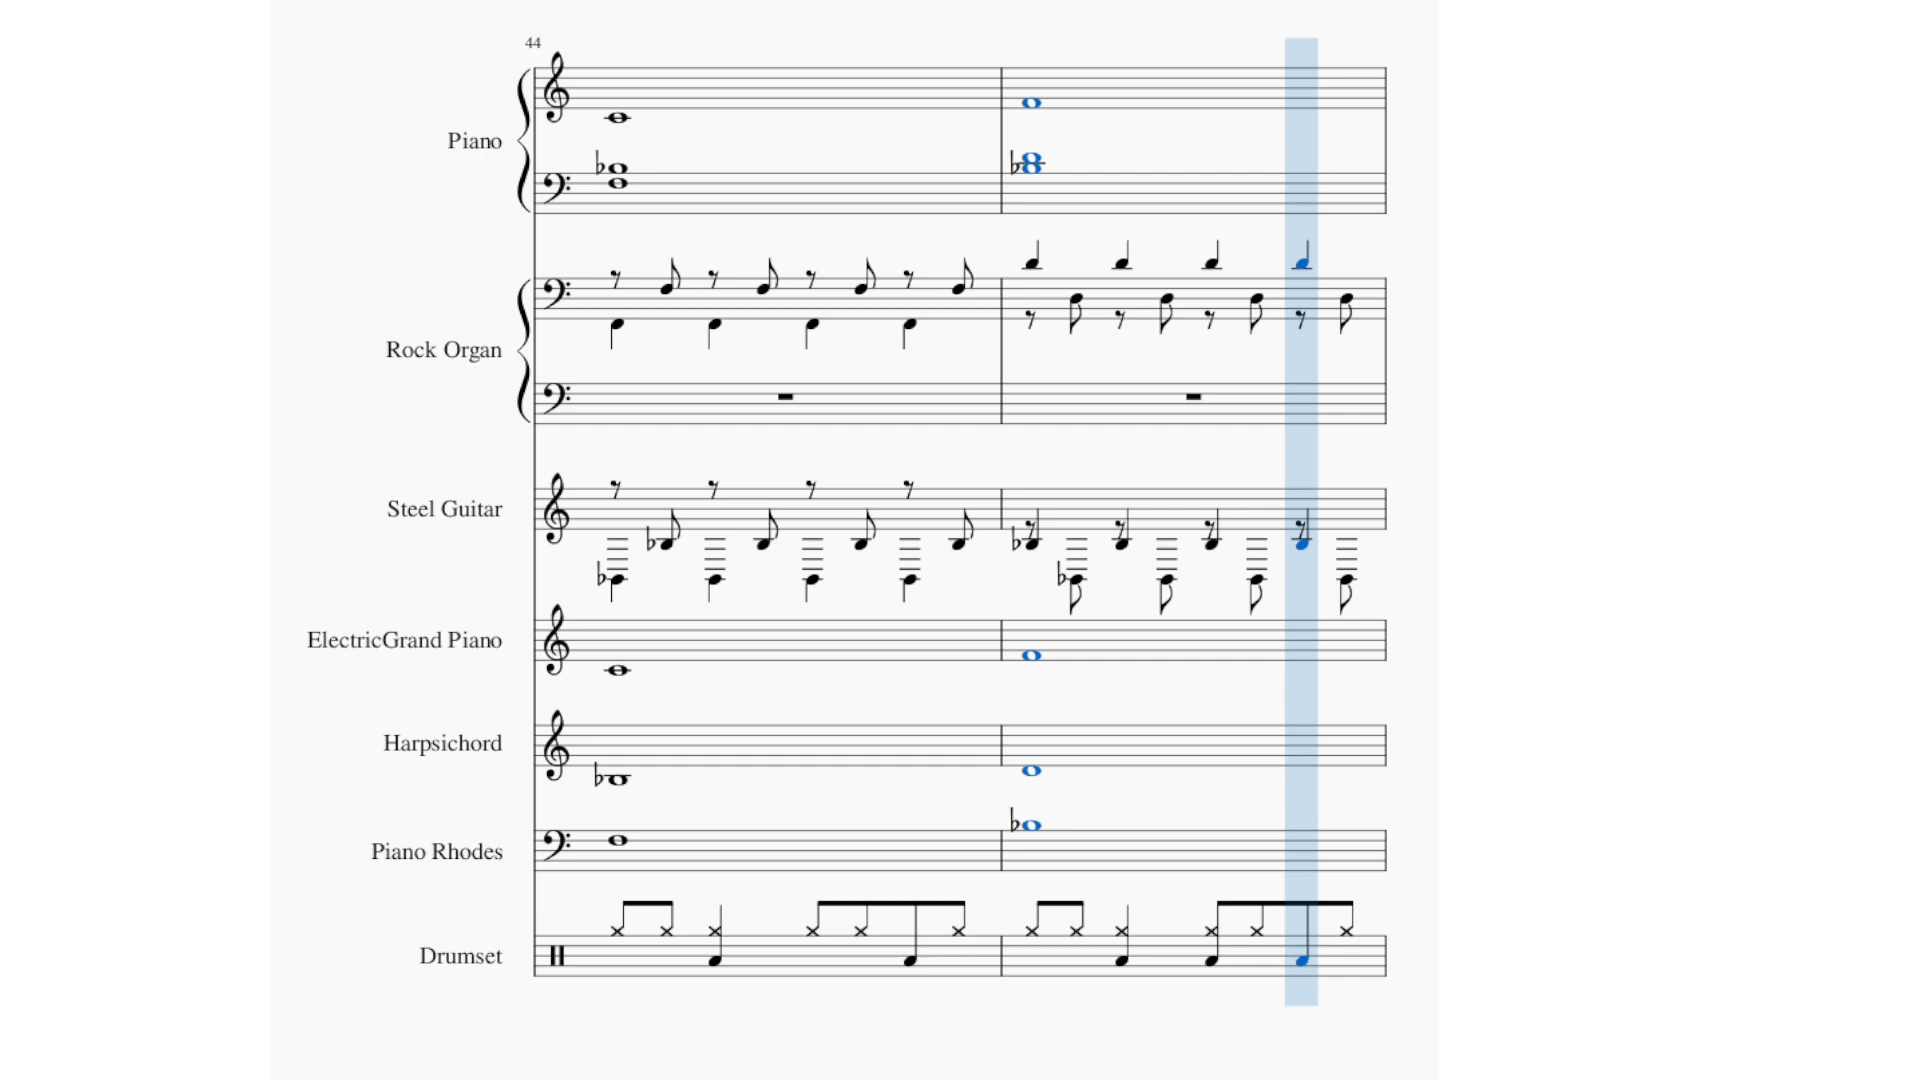 44
Piano
Rock Organ
Steel Guitar
ElectricGrand Piano
Harpsichord
Piano Rhodes
Drumset